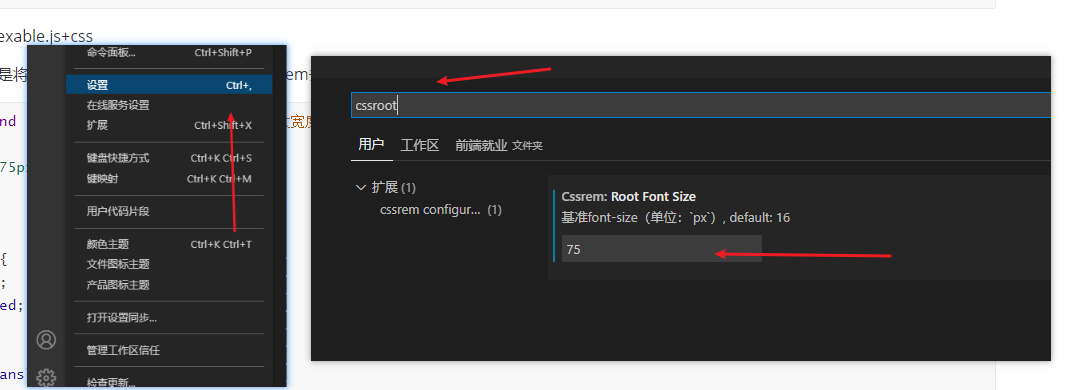 exable.js+css
是将
em
nd
宽度
75p
{
;
ed;
ans
命令面板... Ctrl+Shift+P
设置 Ctrl+,
在线服务设置
扩展 Ctrl+Shift+X
键盘快捷方式 Ctrl+K Ctrl+S
键映射 Ctrl+K Ctrl+M
用户代码片段
颜色主题 Ctrl+K Ctrl+T
文件图标主题
产品图标主题
打开设置同步...
管理工作区信任
检查更新...
cssroot
用户 工作区 前端就业 文件夹
扩展 (1)
cssrem configur... (1)
Cssrem: Root Font Size
基准font-size（单位：`px`）, default: 16
75